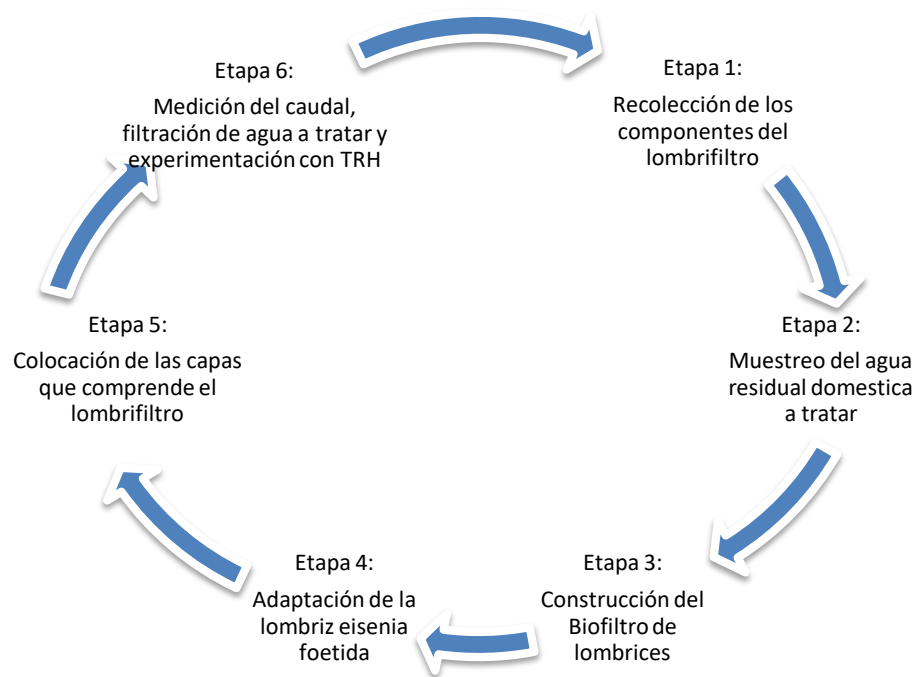 Etapa 1:
Recolección de los
componentes del
lombrifiltro
Etapa 2:
Muestreo del agua
residual domestica
a tratar
Etapa 3:
Construcción del
Biofiltro de
lombrices
Etapa 4:
Adaptación de la
lombriz eisenia
foetida
Etapa 5:
Colocación de las capas
que comprende el
lombrifiltro
Etapa 6:
Medición del caudal,
filtración de agua a tratar y
experimentación con TRH